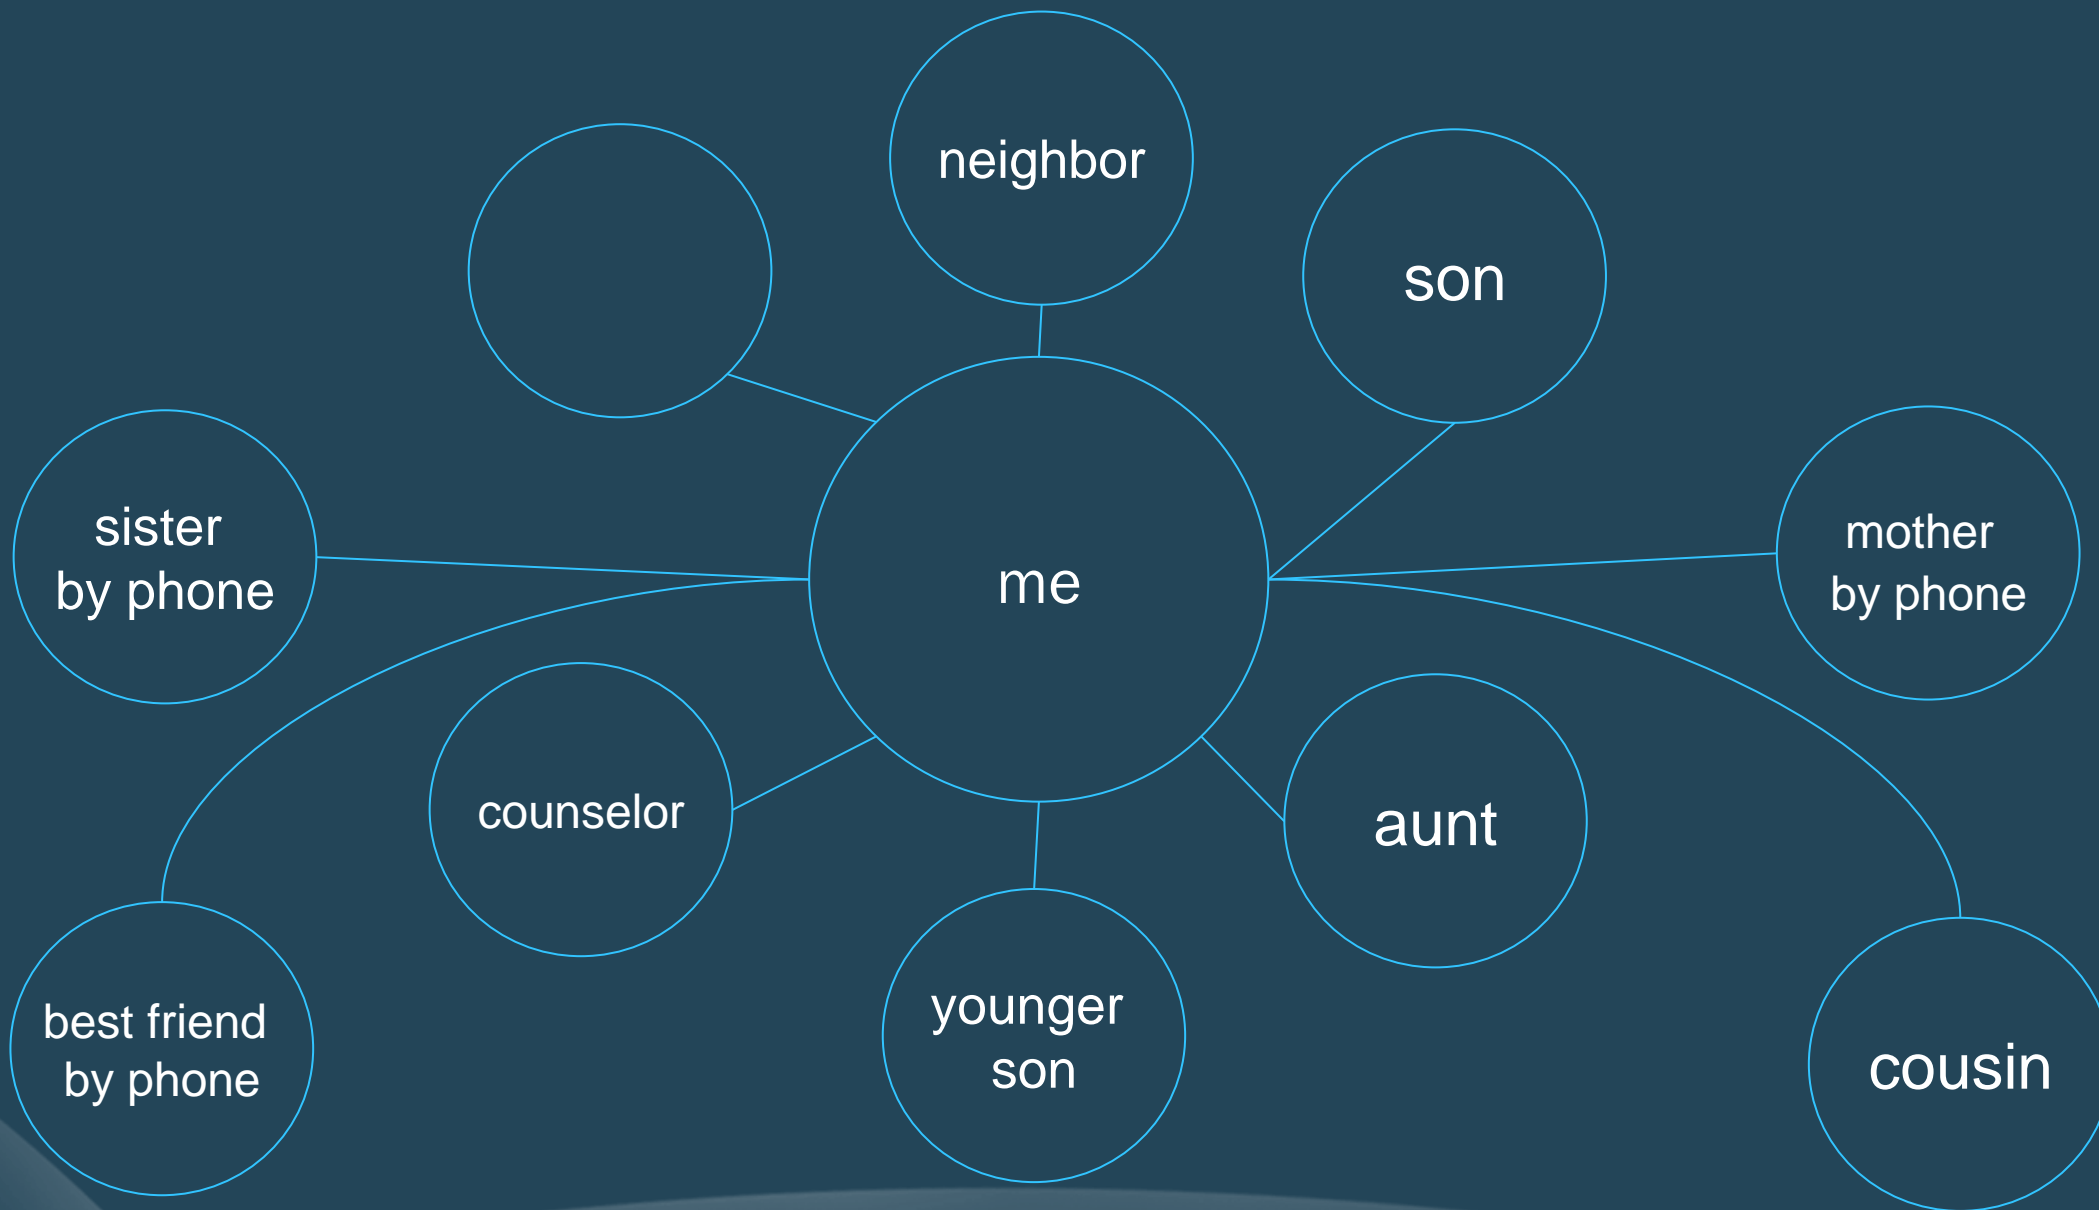 neighbor
son
sister
by phone
me
mother
by phone
counselor
aunt
best friend
by phone
younger
son
cousin